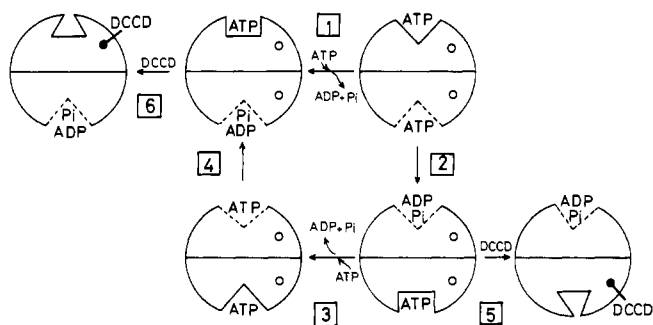 DCCD
6
Pi
ADP
DCCD
ATP
Pi
ADP
1
ATP
ADP+Pi
ATP
ATP
4
2
ATP
ATP
3
ADP+Pi
ATP
ADP
Pi
ATP
DCCD
5
ADP
Pi
DCCD